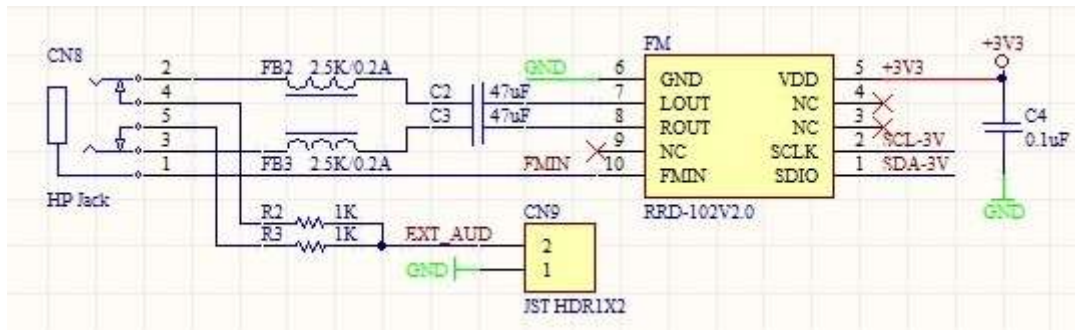 CN8
2
4
5
3
1
HP Jack
FB2 2.5K/0.2A
FB3 2.5K/0.2A
C2 47uF
C3 47uF
R2 1K
R3 1K
EXT_AUD
GND
CN9
2
1
JST HDR1X2
FM
GND 6 GND VDD 5 +3V3
7 LOUT NC 4
8 ROUT NC 3
9 NC SCLK 2 SCL-3V
FMIN 10 FMIN SDIO 1 SDA-3V
RRD-102V2.0
+3V3
C4
0.1uF
GND